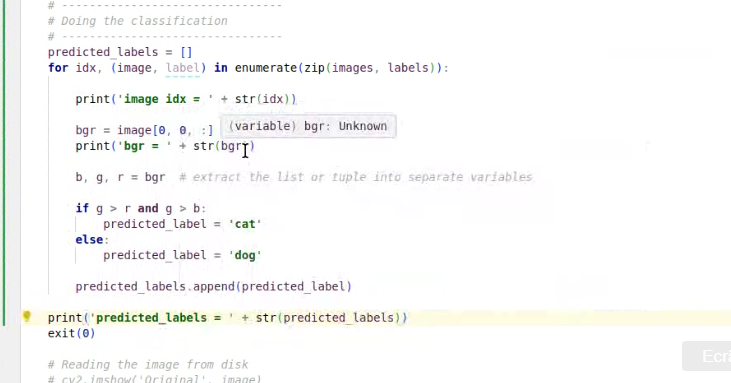 # --------------------------------
# Doing the classification
# --------------------------------
predicted_labels = []
for idx, (image, label) in enumerate(zip(images, labels)):
print('image idx = ' + str(idx))
bgr = image[0, 0, :]
(variable) bgr: Unknown
print('bgr = ' + str(bgr))
b, g, r = bgr  # extract the list or tuple into separate variables
if g > r and g > b:
predicted_label = 'cat'
else:
predicted_label = 'dog'
predicted_labels.append(predicted_label)
print('predicted_labels = ' + str(predicted_labels))
exit(0)
# Reading the image from disk
# cv2.imshow('Original', image)
Ecr